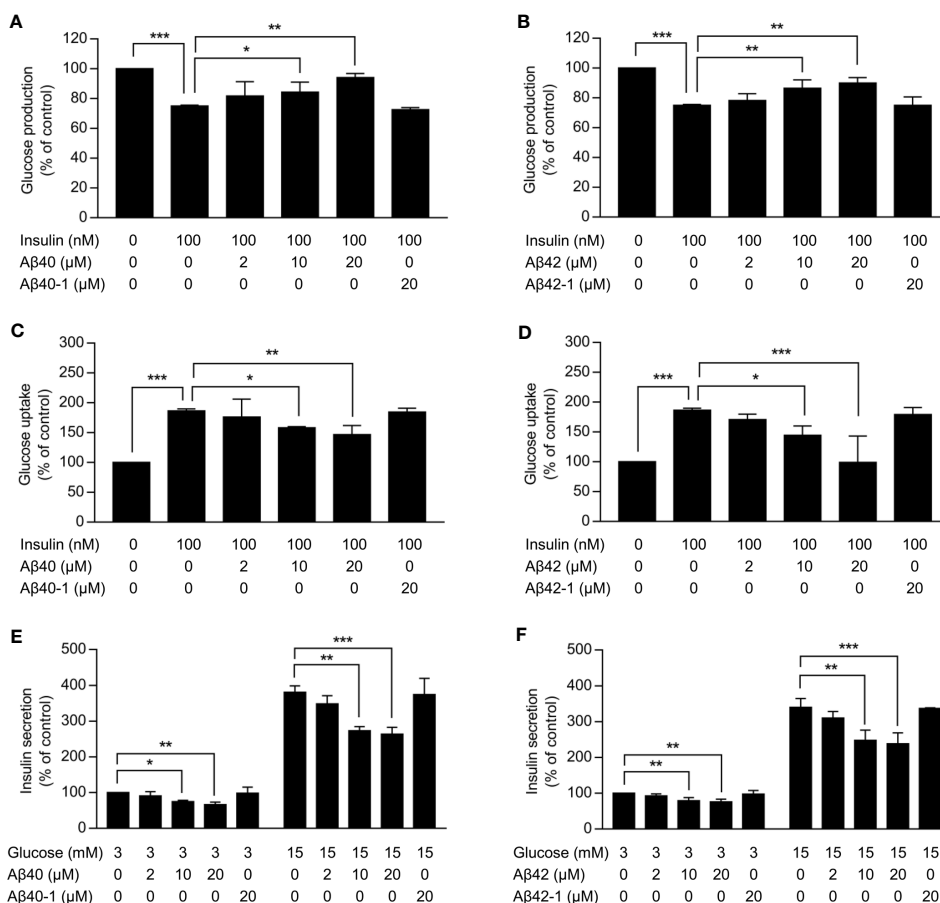 A
Glucose production
(% of control)
120
100
80
60
40
20
0
***
*
**
Insulin (nM) 0 100 100 100 100 100
Aβ40 (μM) 0 0 2 10 20 0
Aβ40-1 (μM) 0 0 0 0 0 20
B
Glucose production
(% of control)
120
100
80
60
40
20
0
***
**
**
Insulin (nM) 0 100 100 100 100 100
Aβ42 (μM) 0 0 2 10 20 0
Aβ42-1 (μM) 0 0 0 0 0 20
C
Glucose uptake
(% of control)
300
250
200
150
100
50
0
***
*
**
Insulin (nM) 0 100 100 100 100 100
Aβ40 (μM) 0 0 2 10 20 0
Aβ40-1 (μM) 0 0 0 0 0 20
D
Glucose uptake
(% of control)
300
250
200
150
100
50
0
***
*
***
Insulin (nM) 0 100 100 100 100 100
Aβ42 (μM) 0 0 2 10 20 0
Aβ42-1 (μM) 0 0 0 0 0 20
E
Insulin secretion
(% of control)
500
400
300
200
100
0
*
**
**
***
Glucose (mM) 3 3 3 3 3 15 15 15 15 15
Aβ40 (μM) 0 2 10 20 0 0 2 10 20 0
Aβ40-1 (μM) 0 0 0 0 20 0 0 0 0 20
F
Insulin secretion
(% of control)
500
400
300
200
100
0
**
**
**
***
Glucose (mM) 3 3 3 3 3 15 15 15 15 15
Aβ42 (μM) 0 2 10 20 0 0 2 10 20 0
Aβ42-1 (μM) 0 0 0 0 20 0 0 0 0 20